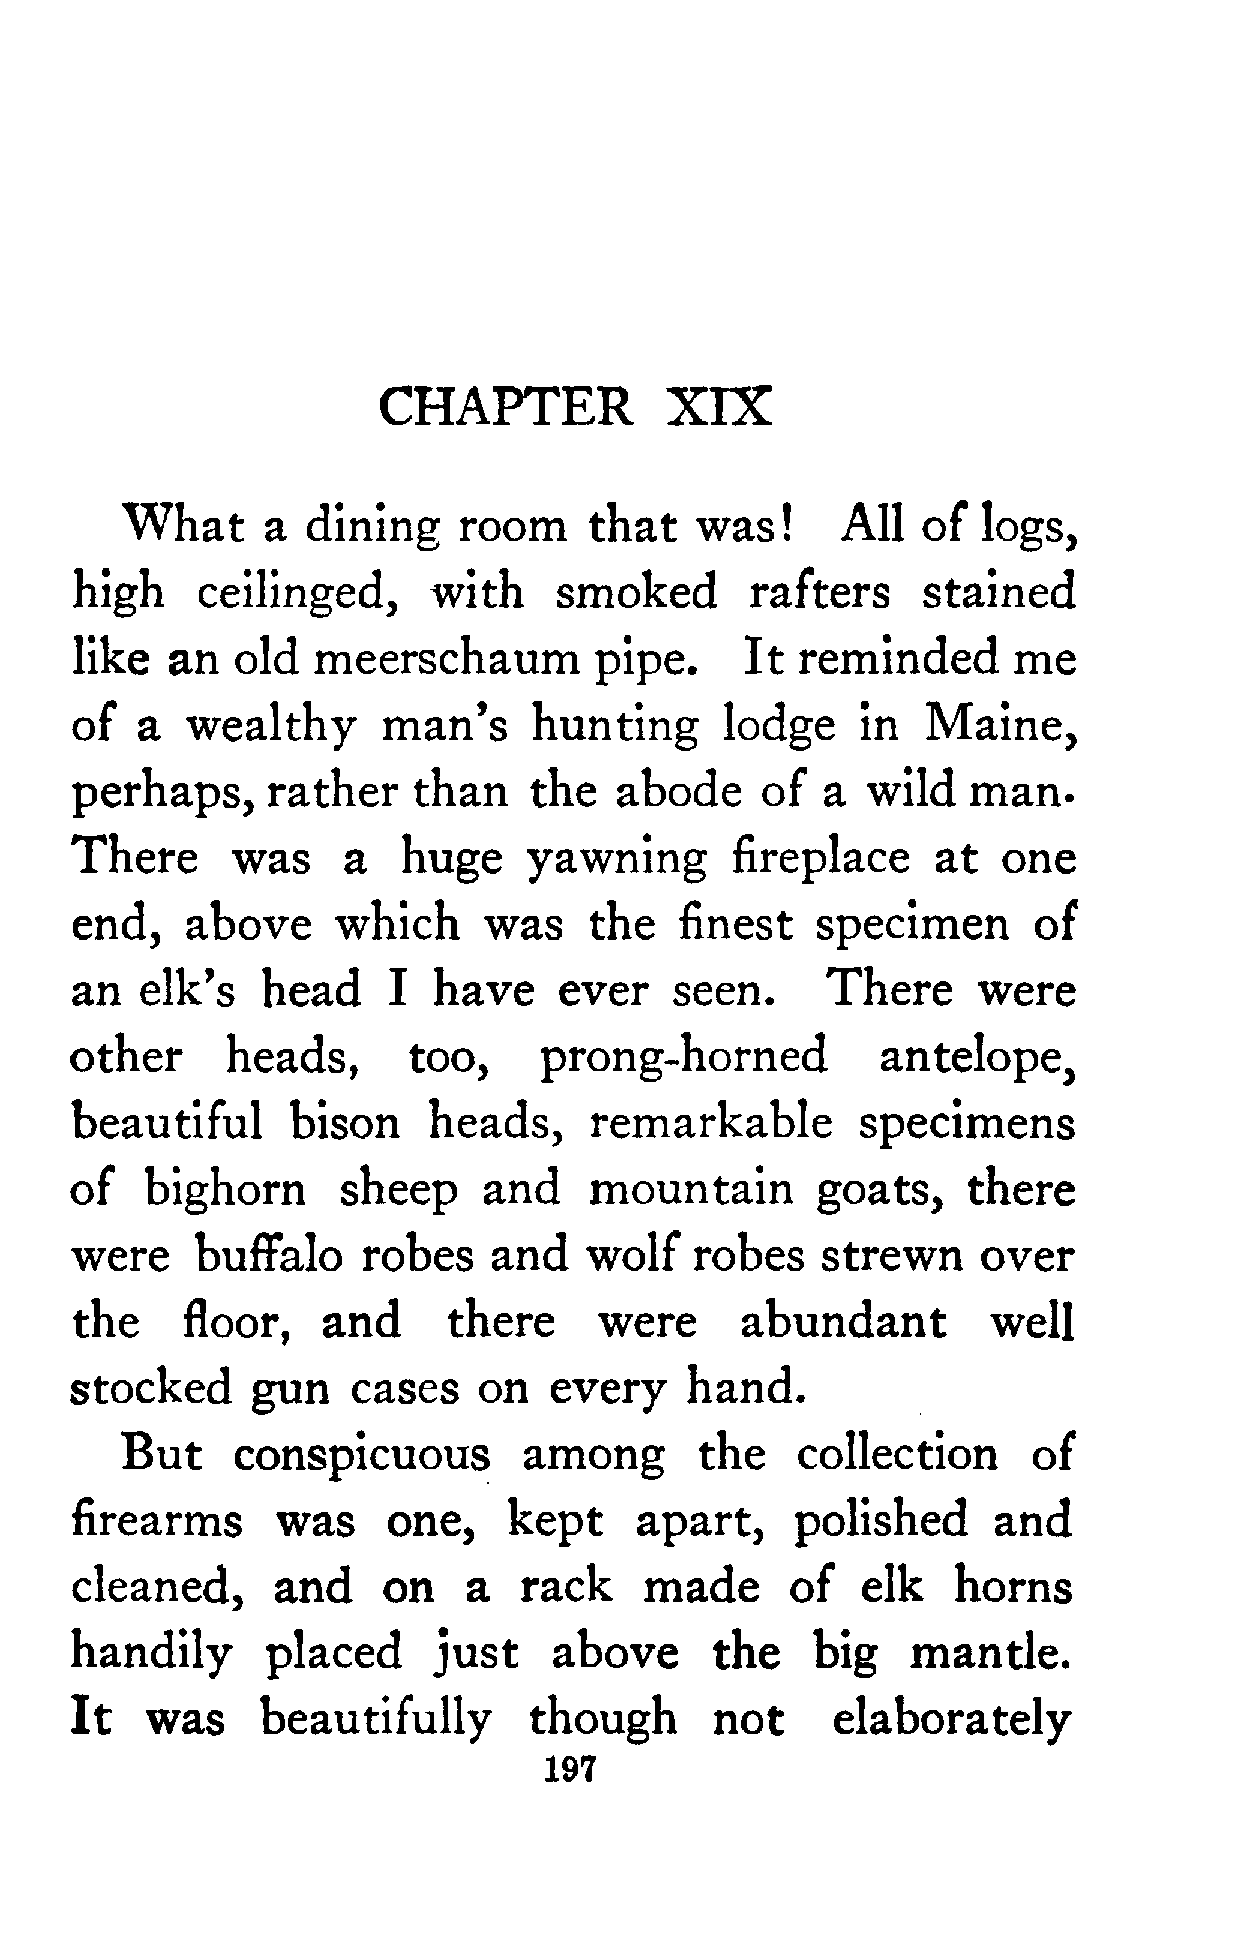 CHAPTER XIX
What a dining room that was! All of logs,
high ceilinged, with smoked rafters stained
like an old meerschaum pipe. It reminded me
of a wealthy man's hunting lodge in Maine,
perhaps, rather than the abode of a wild man.
There was a huge yawning fireplace at one
end, above which was the finest specimen of
an elk's head I have ever seen. There were
other heads, too, prong-horned antelope,
beautiful bison heads, remarkable specimens
of bighorn sheep and mountain goats, there
were buffalo robes and wolf robes strewn over
the floor, and there were abundant well
stocked gun cases on every hand.
But conspicuous among the collection of
firearms was one, kept apart, polished and
cleaned, and on a rack made of elk horns
handily placed just above the big mantle.
It was beautifully though not elaborately
197